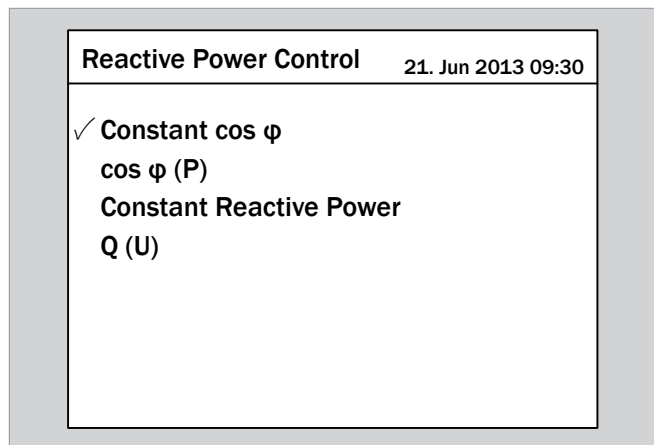 Reactive Power Control 21. Jun 2013 09:30
✓ Constant cos φ
cos φ (P)
Constant Reactive Power
Q (U)